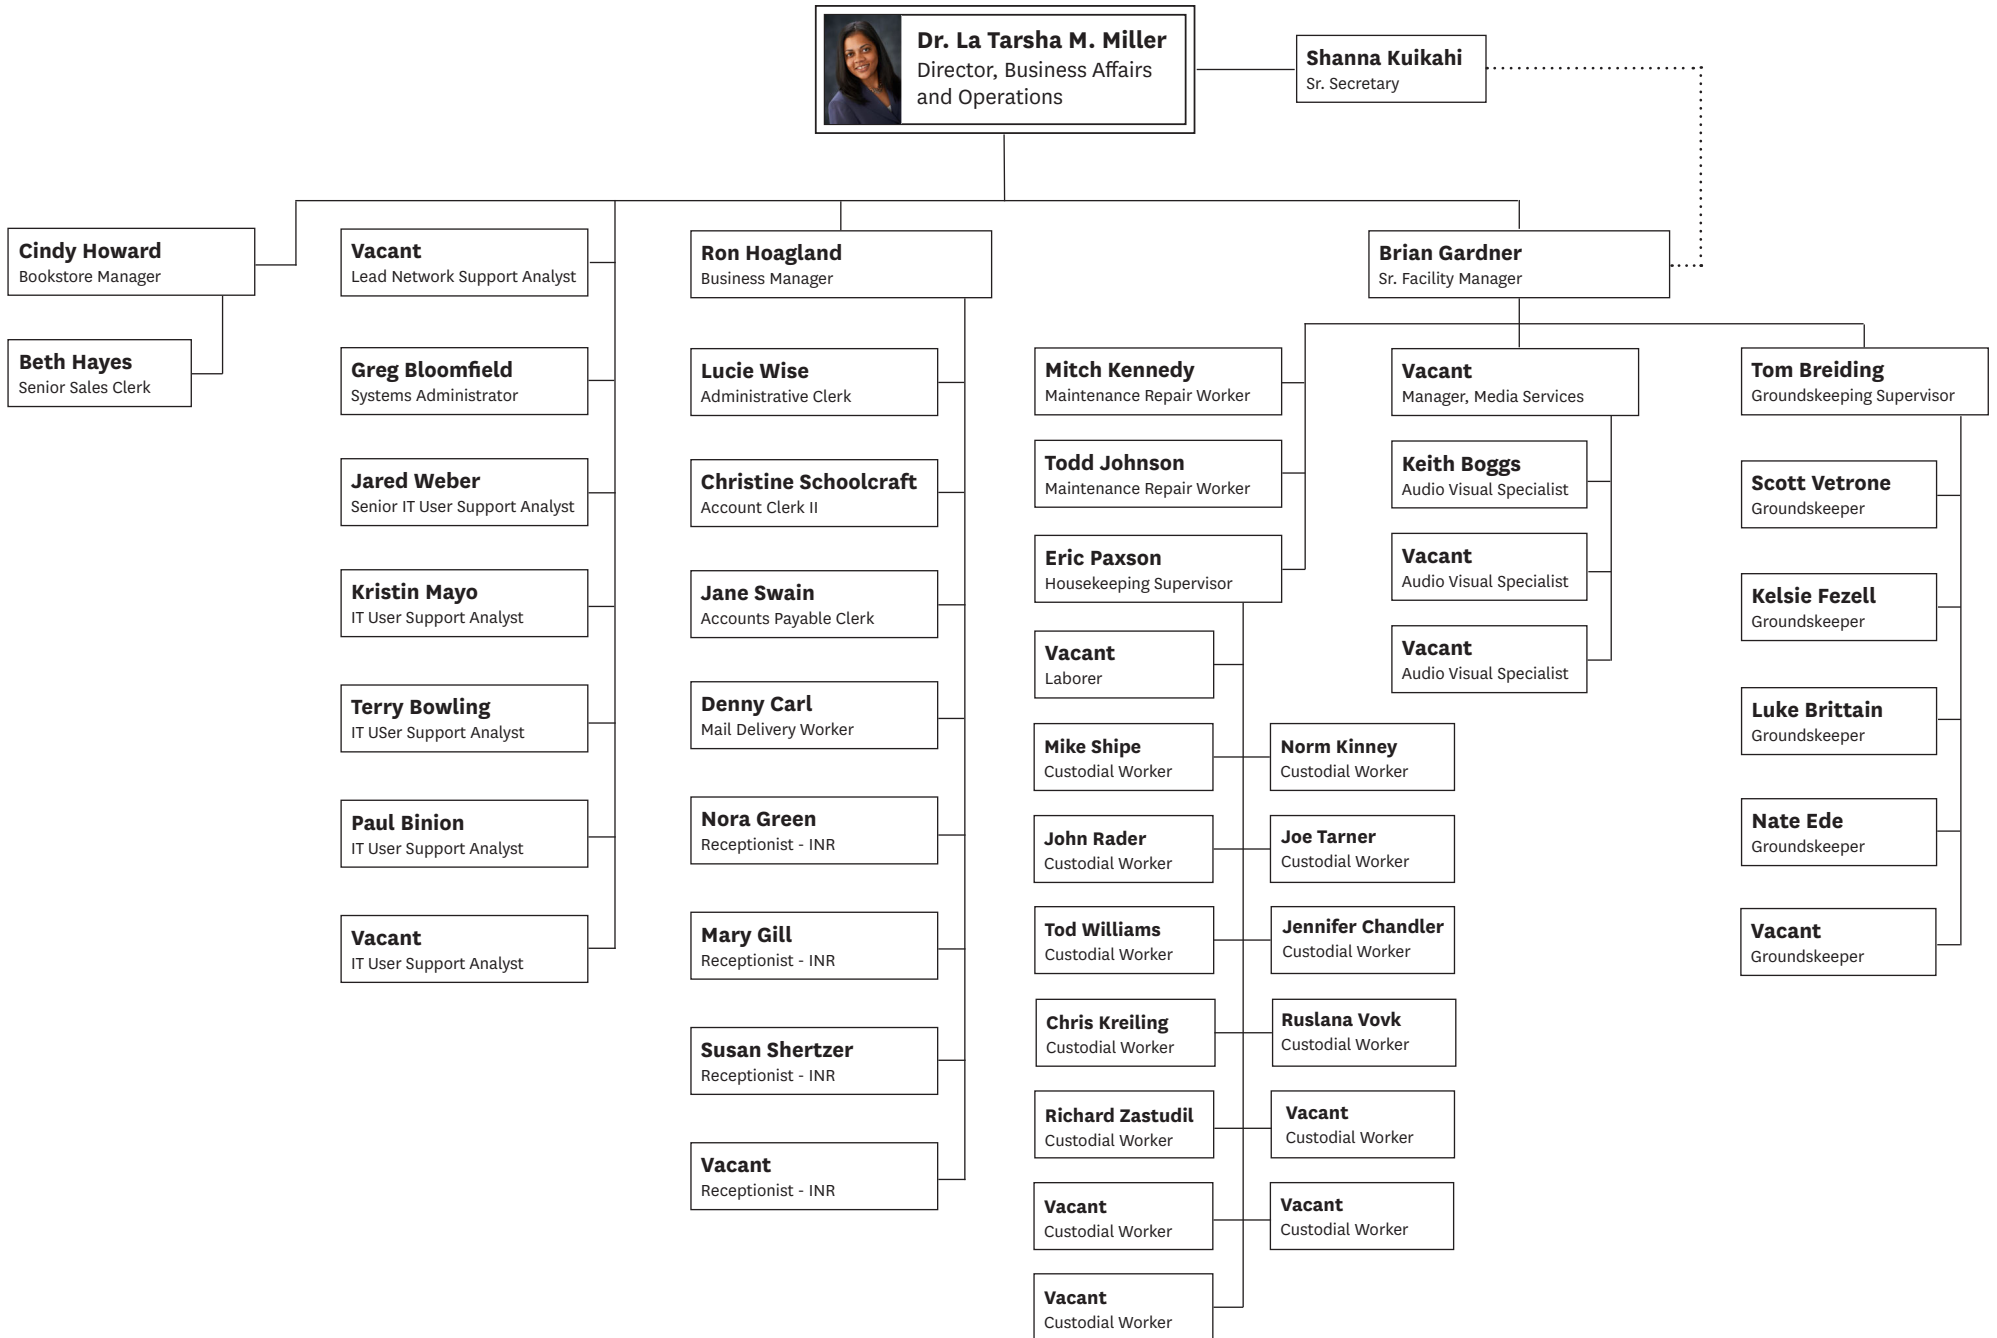 Dr. La Tarsha M. Miller
Director, Business Affairs
and Operations
Shanna Kuikahi
Sr. Secretary
Cindy Howard
Bookstore Manager
Beth Hayes
Senior Sales Clerk
Vacant
Lead Network Support Analyst
Greg Bloomfield
Systems Administrator
Jared Weber
Senior IT User Support Analyst
Kristin Mayo
IT User Support Analyst
Terry Bowling
IT USer Support Analyst
Paul Binion
IT User Support Analyst
Vacant
IT User Support Analyst
Ron Hoagland
Business Manager
Lucie Wise
Administrative Clerk
Christine Schoolcraft
Account Clerk II
Jane Swain
Accounts Payable Clerk
Denny Carl
Mail Delivery Worker
Nora Green
Receptionist - INR
Mary Gill
Receptionist - INR
Susan Shertzer
Receptionist - INR
Vacant
Receptionist - INR
Brian Gardner
Sr. Facility Manager
Mitch Kennedy
Maintenance Repair Worker
Todd Johnson
Maintenance Repair Worker
Eric Paxson
Housekeeping Supervisor
Vacant
Laborer
Mike Shipe
Custodial Worker
Norm Kinney
Custodial Worker
John Rader
Custodial Worker
Joe Tarner
Custodial Worker
Tod Williams
Custodial Worker
Jennifer Chandler
Custodial Worker
Chris Kreiling
Custodial Worker
Ruslana Vovk
Custodial Worker
Richard Zastudil
Custodial Worker
Vacant
Custodial Worker
Vacant
Custodial Worker
Vacant
Custodial Worker
Vacant
Custodial Worker
Vacant
Manager, Media Services
Keith Boggs
Audio Visual Specialist
Vacant
Audio Visual Specialist
Vacant
Audio Visual Specialist
Tom Breiding
Groundskeeping Supervisor
Scott Vetrone
Groundskeeper
Kelsie Fezell
Groundskeeper
Luke Brittain
Groundskeeper
Nate Ede
Groundskeeper
Vacant
Groundskeeper